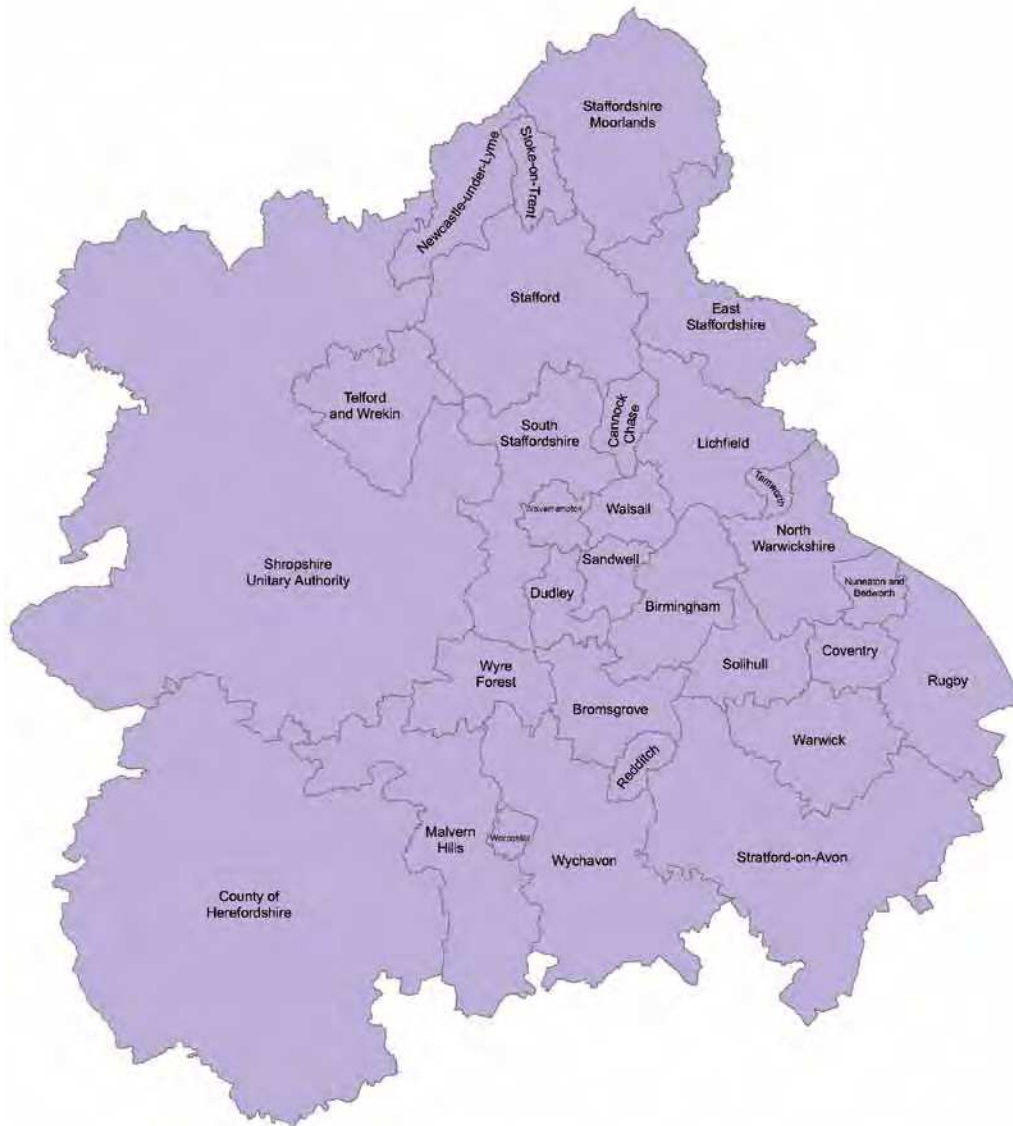 Staffordshire
Moorlands
Stoke-on-Trent
Newcastle-under-Lyme
Stafford
East
Staffordshire
Telford
and Wrekin
South
Staffordshire
Cannock
Chase
Lichfield
Tamworth
Wolverhampton
Walsall
North
Warwickshire
Sandwell
Shropshire
Unitary Authority
Dudley
Birmingham
Nuneaton and
Bedworth
Wyre
Forest
Solihull
Coventry
Rugby
Bromsgrove
Warwick
Redditch
Malvern
Hills
Worcester
Wychavon
Stratford-on-Avon
County of
Herefordshire